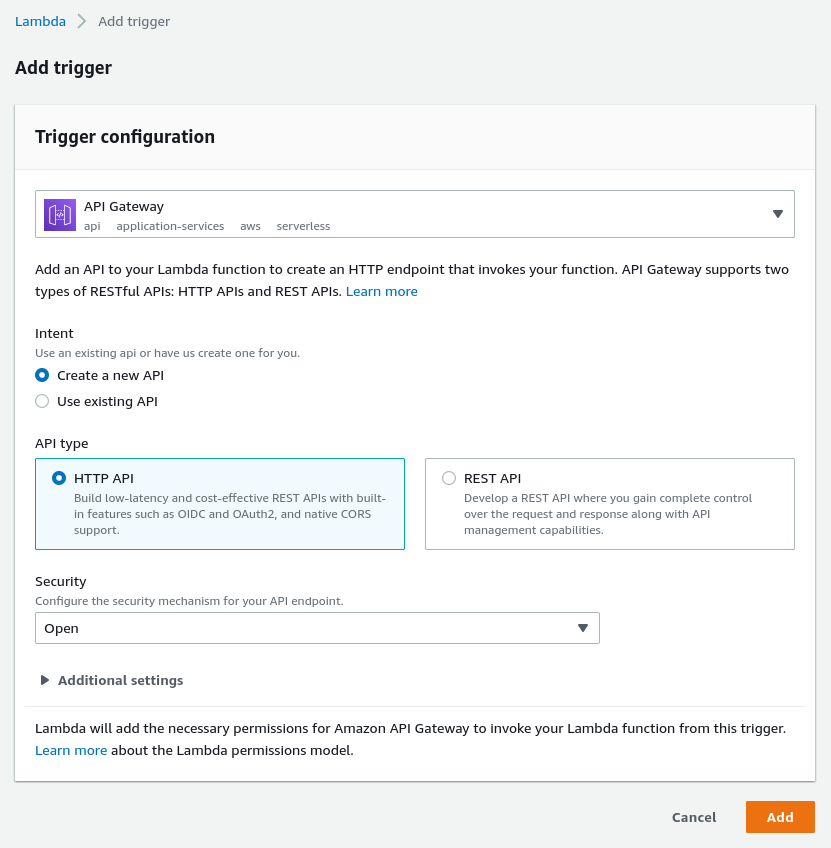 Lambda Add trigger
Add trigger
Trigger configuration
API Gateway
api application-services aws serverless
Add an API to your Lambda function to create an HTTP endpoint that invokes your function. API Gateway supports two
types of RESTful APIs: HTTP APIs and REST APIs. Learn more
Intent
Use an existing api or have us create one for you.
Create a new API
Use existing API
API type
HTTP API
Build low-latency and cost-effective REST APIs with built-
in features such as OIDC and OAuth2, and native CORS
support.
REST API
Develop a REST API where you gain complete control
over the request and response along with API
management capabilities.
Security
Configure the security mechanism for your API endpoint.
Open
Additional settings
Lambda will add the necessary permissions for Amazon API Gateway to invoke your Lambda function from this trigger.
Learn more about the Lambda permissions model.
Cancel Add